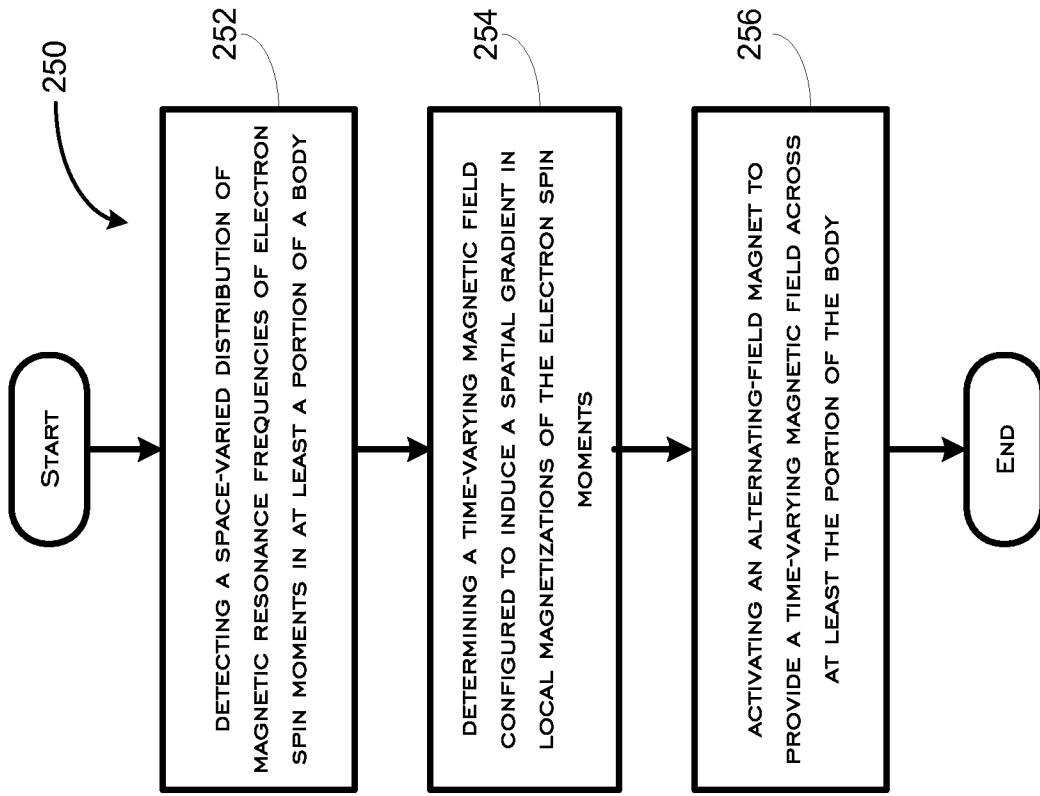 250
START
252
DETECTING A SPACE-VARIED DISTRIBUTION OF
MAGNETIC RESONANCE FREQUENCIES OF ELECTRON
SPIN MOMENTS IN AT LEAST A PORTION OF A BODY
254
DETERMINING A TIME-VARYING MAGNETIC FIELD
CONFIGURED TO INDUCE A SPATIAL GRADIENT IN
LOCAL MAGNETIZATIONS OF THE ELECTRON SPIN
MOMENTS
256
ACTIVATING AN ALTERNATING-FIELD MAGNET TO
PROVIDE A TIME-VARYING MAGNETIC FIELD ACROSS
AT LEAST THE PORTION OF THE BODY
END